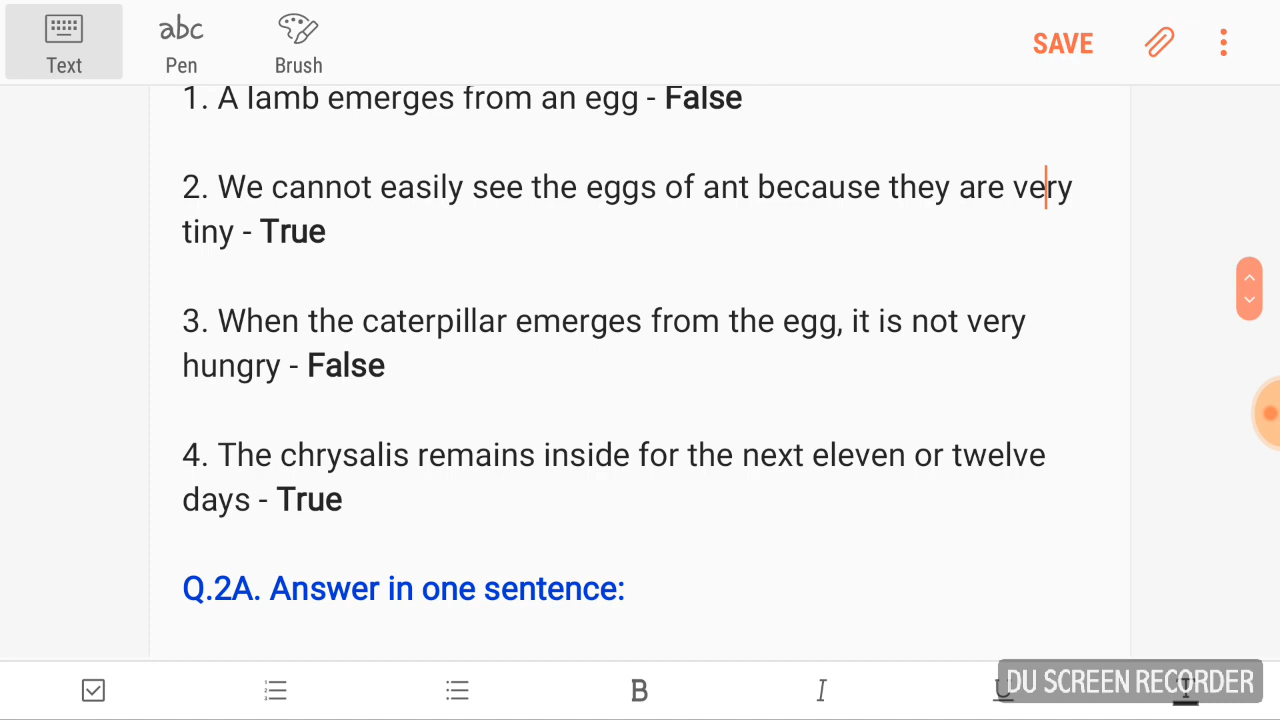 Text
abc
Pen
Brush
SAVE
1. A lamb emerges from an egg - False
2. We cannot easily see the eggs of ant because they are very
tiny - True
3. When the caterpillar emerges from the egg, it is not very
hungry - False
4. The chrysalis remains inside for the next eleven or twelve
days - True
Q.2A. Answer in one sentence:
B I U T
DU SCREEN RECORDER